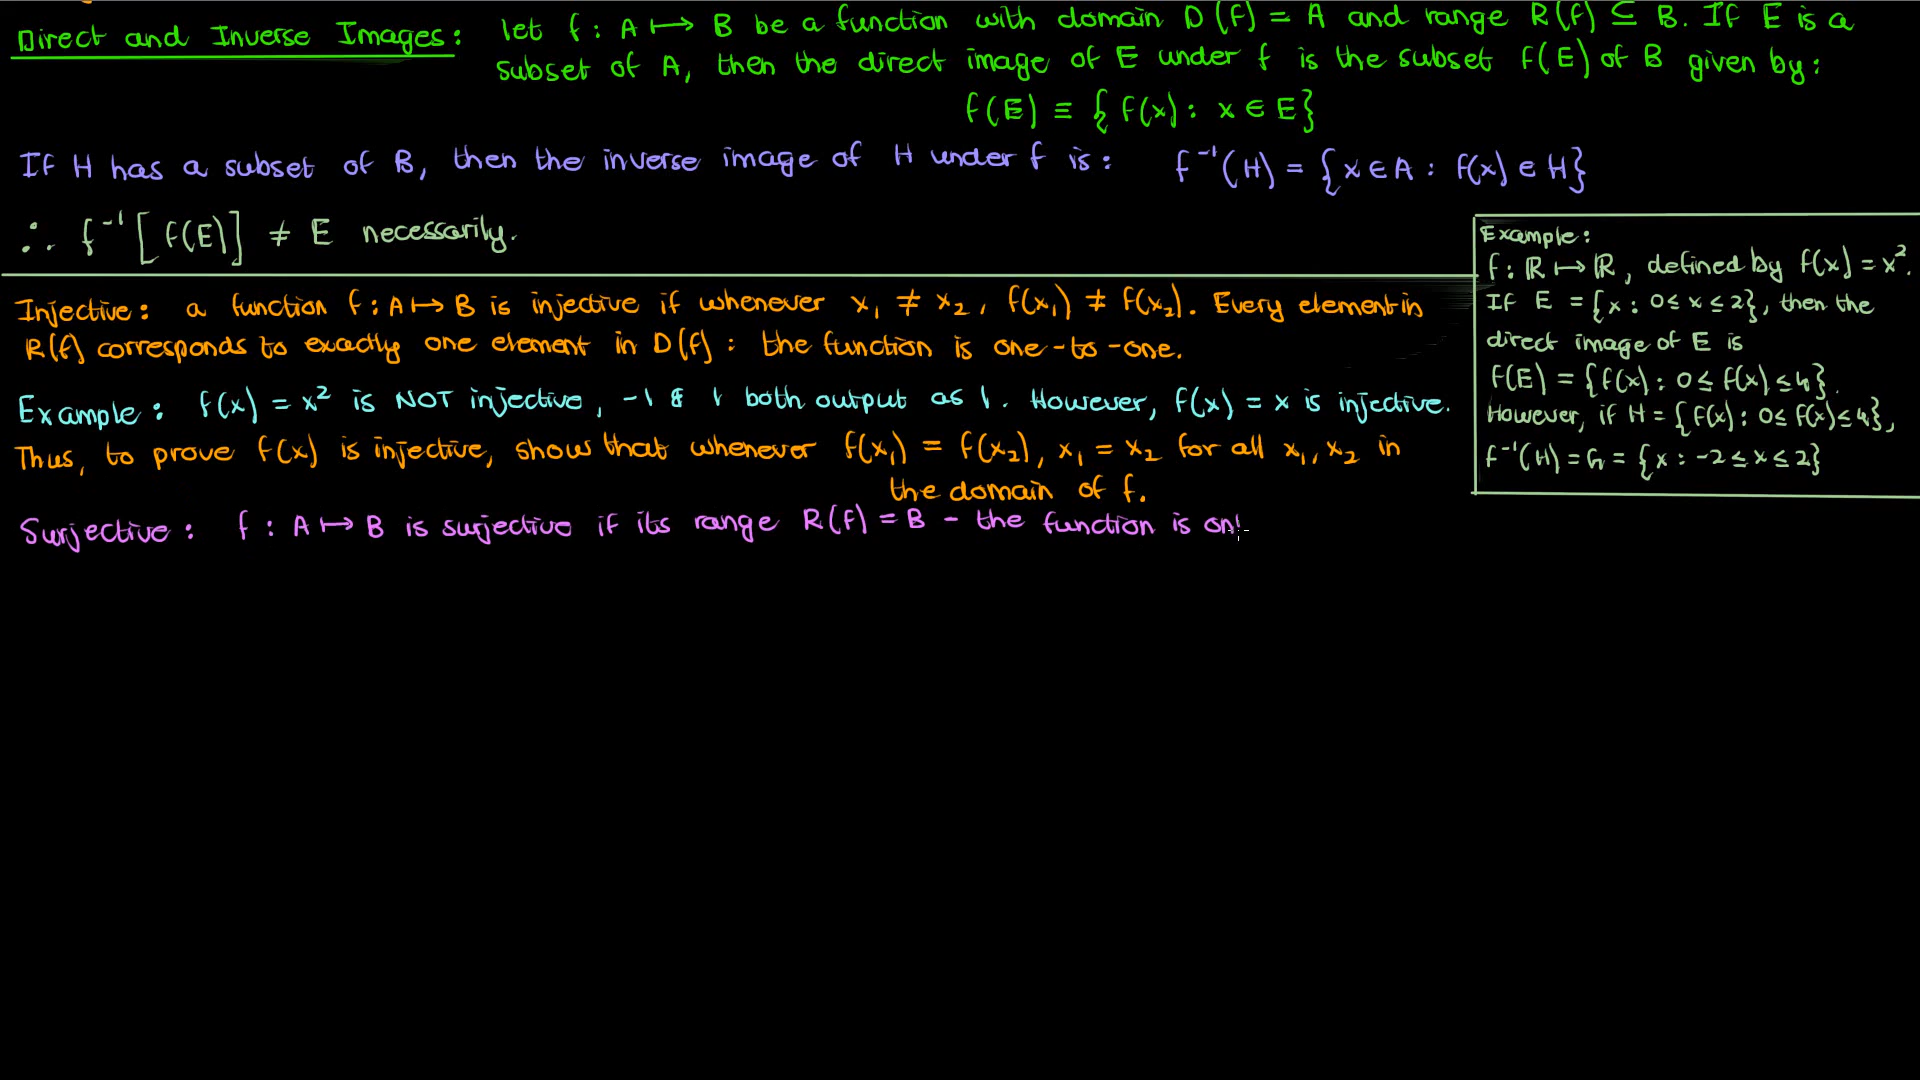 Direct and Inverse Images: let f: A ↦ B be a function with domain D(f) = A and range R(f) ⊆ B. If E is a
subset of A, then the direct image of E under f is the subset f(E) of B given by:
f(E) ≡ { f(x): x ∈ E}
If H has a subset of B, then the inverse image of H under f is: f⁻¹(H) = {x ∈ A : f(x) ∈ H}
∴ f⁻¹[f(E)] ≠ E necessarily.
Example:
f: ℝ ↦ ℝ, defined by f(x) = x².
If E = {x : 0 ≤ x ≤ 2}, then the
direct image of E is
f(E) = {f(x) : 0 ≤ f(x) ≤ 4}.
However, if H = {f(x) : 0 ≤ f(x) ≤ 4},
f⁻¹(H) = G = {x : -2 ≤ x ≤ 2}
Injective: a function f: A ↦ B is injective if whenever x₁ ≠ x₂, f(x₁) ≠ f(x₂). Every element in
R(f) corresponds to exactly one element in D(f): the function is one-to-one.
Example: f(x) = x² is NOT injective, -1 & 1 both output as 1. However, f(x) = x is injective.
Thus, to prove f(x) is injective, show that whenever f(x₁) = f(x₂), x₁ = x₂ for all x₁, x₂ in
the domain of f.
Surjective: f: A ↦ B is surjective if its range R(f) = B - the function is